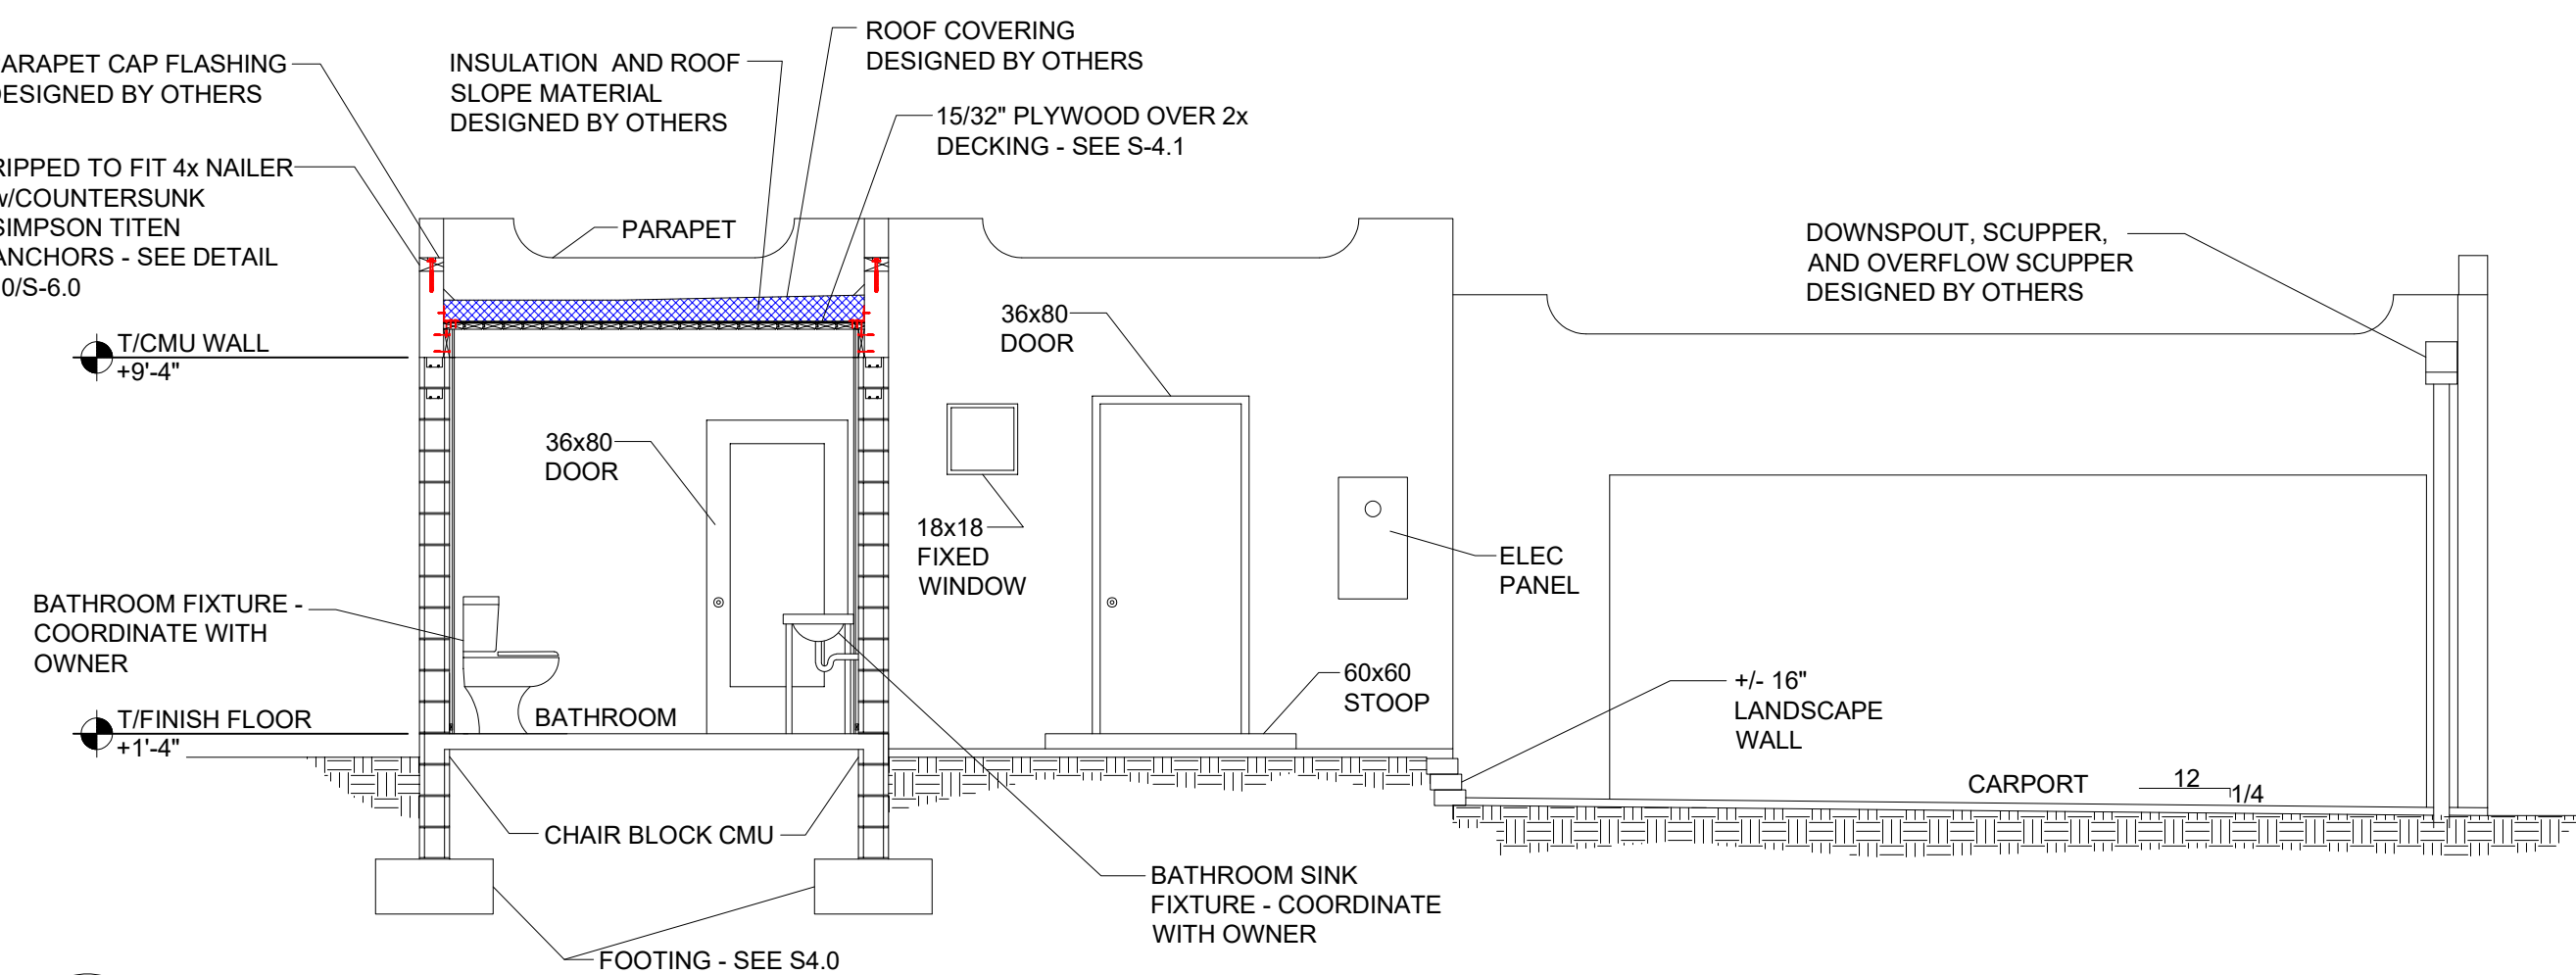 ARAPET CAP FLASHING
DESIGNED BY OTHERS
INSULATION AND ROOF
SLOPE MATERIAL
DESIGNED BY OTHERS
ROOF COVERING
DESIGNED BY OTHERS
15/32" PLYWOOD OVER 2x
DECKING - SEE S-4.1
RIPPED TO FIT 4x NAILER
w/COUNTERSUNK
SIMPSON TITEN
ANCHORS - SEE DETAIL
0/S-6.0
PARAPET
DOWNSPOUT, SCUPPER,
AND OVERFLOW SCUPPER
DESIGNED BY OTHERS
T/CMU WALL
+9'-4"
36x80
DOOR
36x80
DOOR
18x18
FIXED
WINDOW
ELEC
PANEL
BATHROOM FIXTURE -
COORDINATE WITH
OWNER
60x60
STOOP
+/- 16"
LANDSCAPE
WALL
T/FINISH FLOOR
+1'-4"
BATHROOM
CARPORT
12
1/4
CHAIR BLOCK CMU
BATHROOM SINK
FIXTURE - COORDINATE
WITH OWNER
FOOTING - SEE S4.0